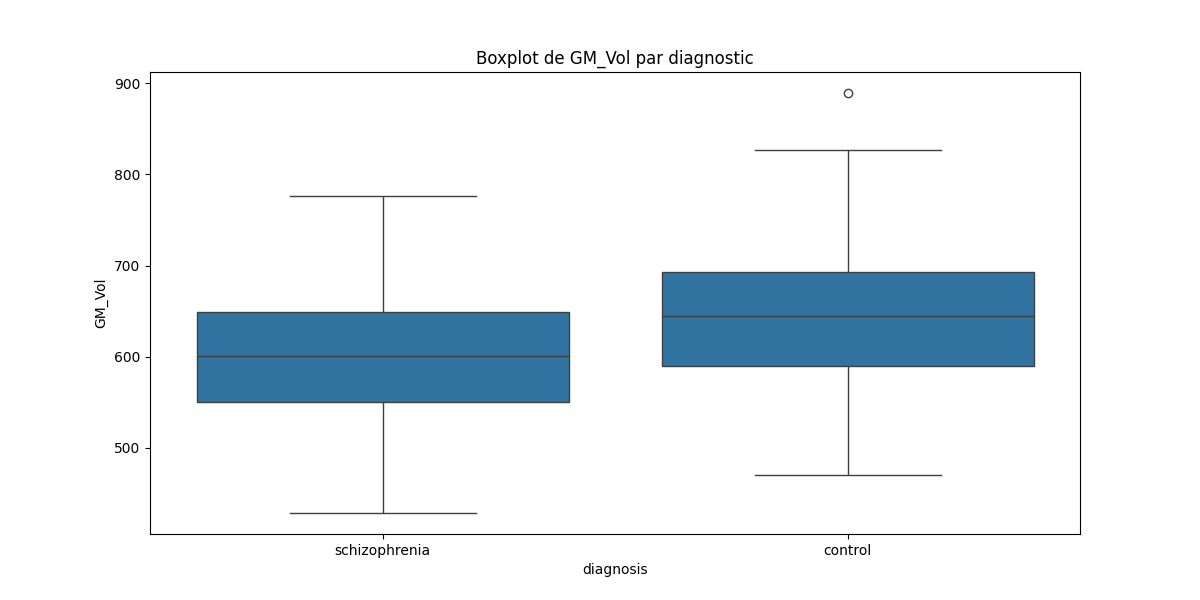 Boxplot de GM_Vol par diagnostic
900
800
700
600
500
GM_Vol
schizophrenia
control
diagnosis